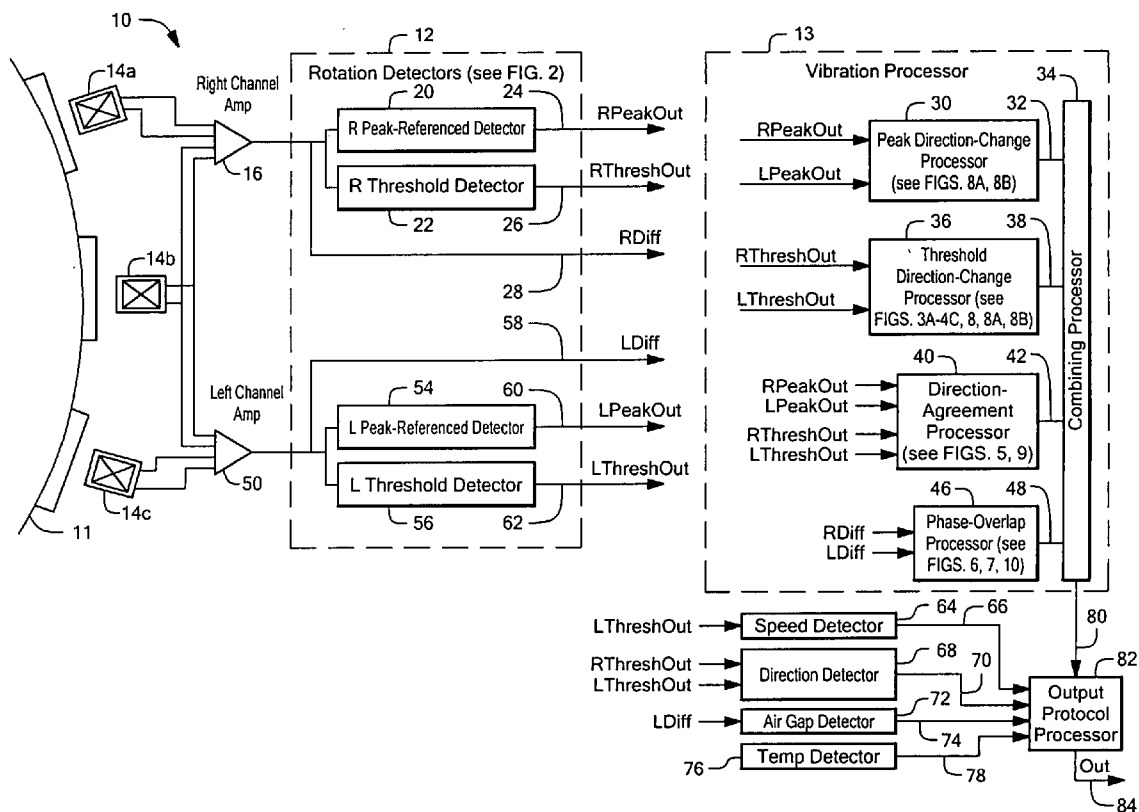 10
12
13
14a
Right Channel
Amp
Rotation Detectors (see FIG. 2)
Vibration Processor
34
20
24
RPeakOut
R Peak-Referenced Detector
16
RThreshOut
R Threshold Detector
22
26
RDiff
28
14b
58
LDiff
Left Channel
Amp
54
60
LPeakOut
L Peak-Referenced Detector
50
LThreshOut
L Threshold Detector
56
62
14c
11
30
32
RPeakOut
LPeakOut
Peak Direction-Change
Processor
(see FIGS. 8A, 8B)
36
38
RThreshOut
LThreshOut
Threshold
Direction-Change
Processor (see
FIGS. 3A-4C, 8, 8A, 8B)
40
42
RPeakOut
LPeakOut
RThreshOut
LThreshOut
Direction-
Agreement
Processor
(see FIGS. 5, 9)
46
48
RDiff
LDiff
Phase-Overlap
Processor (see
FIGS. 6, 7, 10)
Combining Processor
64
66
80
LThreshOut
Speed Detector
68
70
82
RThreshOut
LThreshOut
Direction Detector
72
LDiff
Air Gap Detector
74
76
Temp Detector
78
Output
Protocol
Processor
Out
84